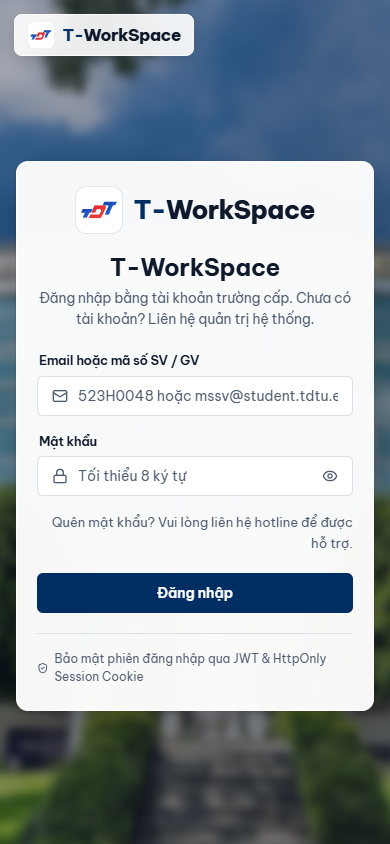 TDT T-WorkSpace
TDT T-WorkSpace
T-WorkSpace
Đăng nhập bằng tài khoản trường cấp. Chưa có
tài khoản? Liên hệ quản trị hệ thống.
Email hoặc mã số SV / GV
523H0048 hoặc mssv@student.tdtu.e
Mật khẩu
Tối thiểu 8 ký tự
Quên mật khẩu? Vui lòng liên hệ hotline để được
hỗ trợ.
Đăng nhập
Bảo mật phiên đăng nhập qua JWT & HttpOnly
Session Cookie